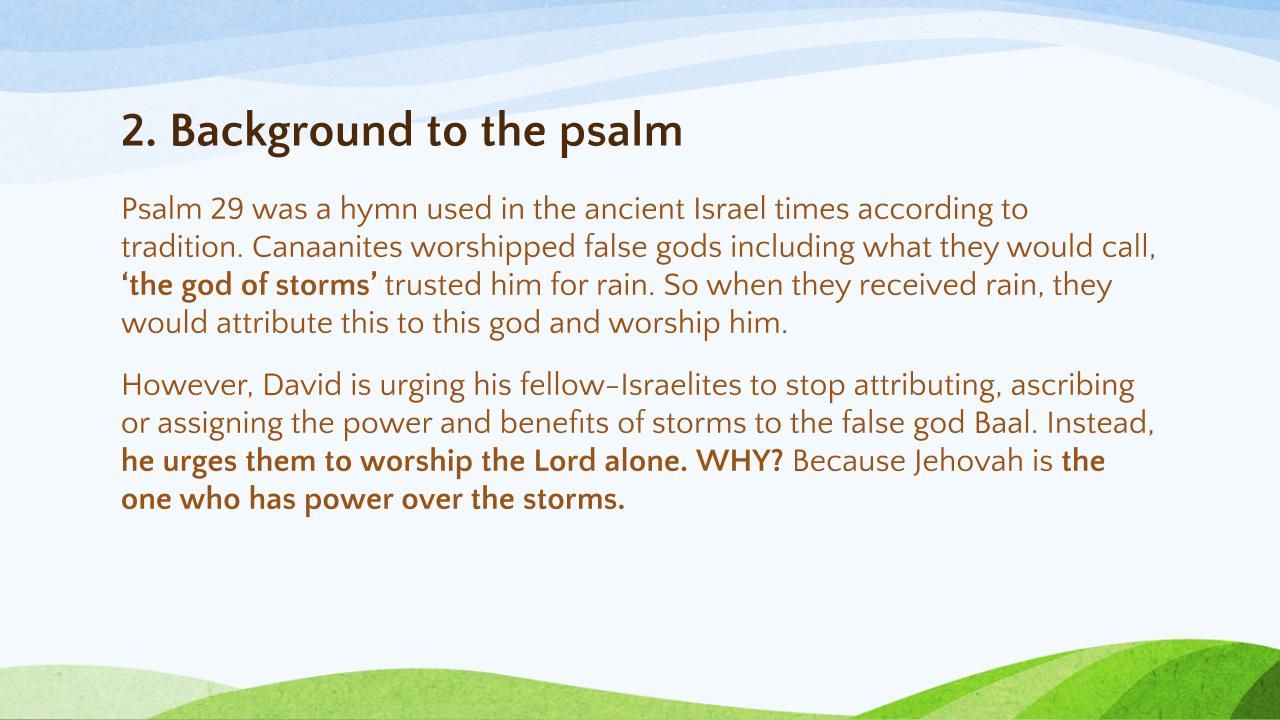 2. Background to the psalm
Psalm 29 was a hymn used in the ancient Israel times according to
tradition. Canaanites worshipped false gods including what they would call,
‘the god of storms’ trusted him for rain. So when they received rain, they
would attribute this to this god and worship him.
However, David is urging his fellow-Israelites to stop attributing, ascribing
or assigning the power and benefits of storms to the false god Baal. Instead,
he urges them to worship the Lord alone. WHY? Because Jehovah is the
one who has power over the storms.